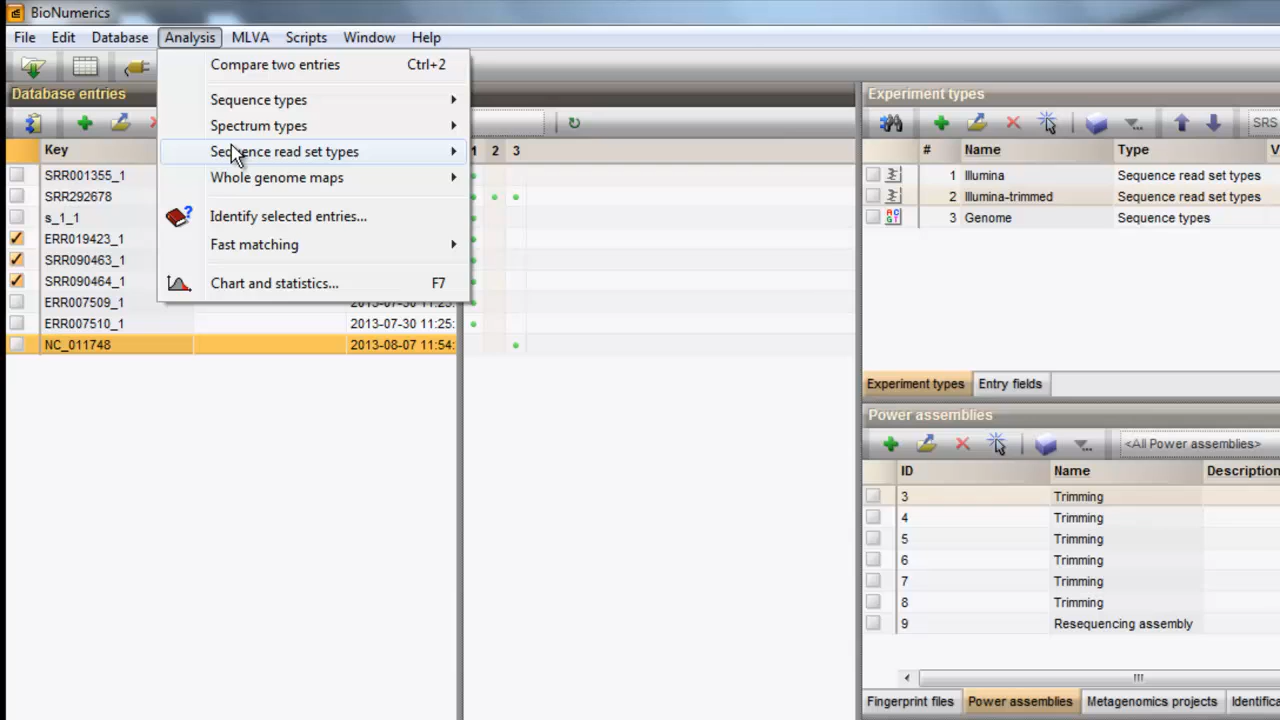 BioNumerics
File Edit Database Analysis MLVA Scripts Window Help
Database entries
Key
SRR001355_1
SRR292678
s_1_1
ERR019423_1
SRR090463_1
SRR090464_1
ERR007509_1
ERR007510_1
NC_011748
Compare two entries Ctrl+2
Sequence types
Spectrum types
Sequence read set types
Whole genome maps
Identify selected entries...
Fast matching
Chart and statistics... F7
1 2 3
2013-07-30 11:25:
2013-08-07 11:54:
Experiment types
SRS
# Name Type
1 Illumina Sequence read set types
2 Illumina-trimmed Sequence read set types
3 Genome Sequence types
Experiment types Entry fields
Power assemblies
<All Power assemblies>
ID Name Description
3 Trimming
4 Trimming
5 Trimming
6 Trimming
7 Trimming
8 Trimming
9 Resequencing assembly
Fingerprint files Power assemblies Metagenomics projects